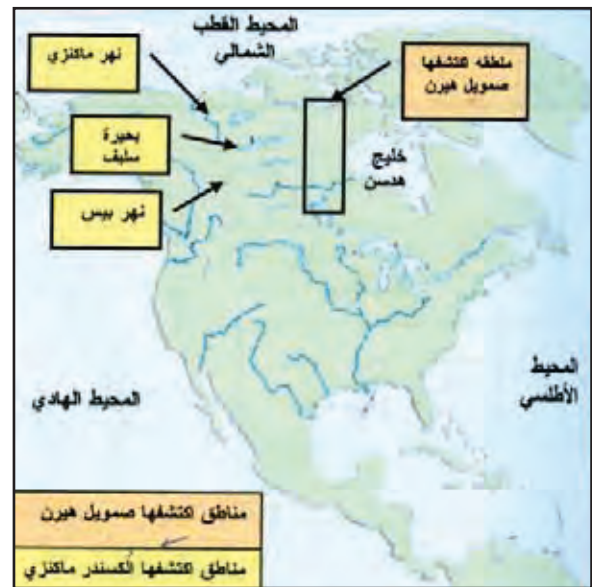 المحيط القطب
الشمالي
نهر ماكنزي
منطقه اكتشفها
صمويل هيرن
بحيرة
سليف
خليج
هدسن
نهر بيس
المحيط
الأطلسي
المحيط الهادي
مناطق اكتشفها صمويل هيرن
مناطق اكتشفها ألكسندر ماكنزي